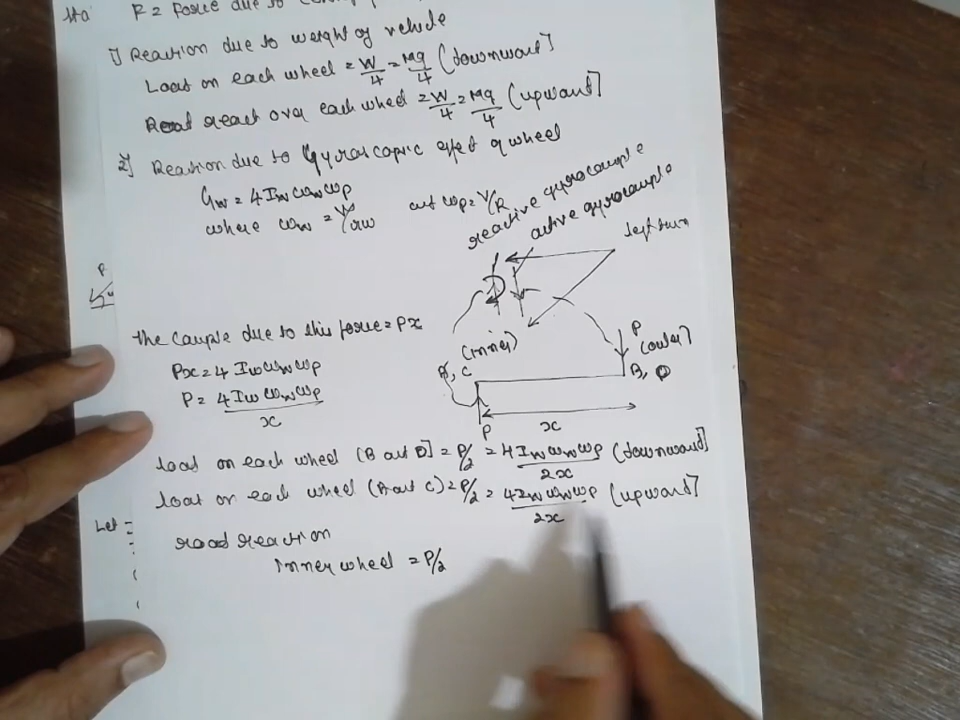 F = Force due to
1) Reaction due to weight of vehicle
Load on each wheel = W/4 = Mg/4 (downward]
Road react over each wheel = W/4 = Mg/4 (upward]
2) Reaction due to Gyroscopic effect of wheel
Gw = 4 Iw ωw ωp
where ωw = V/rw and ωp = V/R
reactive gyrocouple
active gyrocouple
left turn
the couple due to this force = Px
Px = 4 Iw ωw ωp
P = 4 Iw ωw ωp / x
(inner)
P
(outer]
A, C
B, D
P
x
load on each wheel (B and D] = P/2 = 4 Iw ωw ωp / 2x (downward]
load on each wheel (A and C) = P/2 = 4 Iw ωw ωp / 2x (upward]
Let
road reaction
Inner wheel = P/2